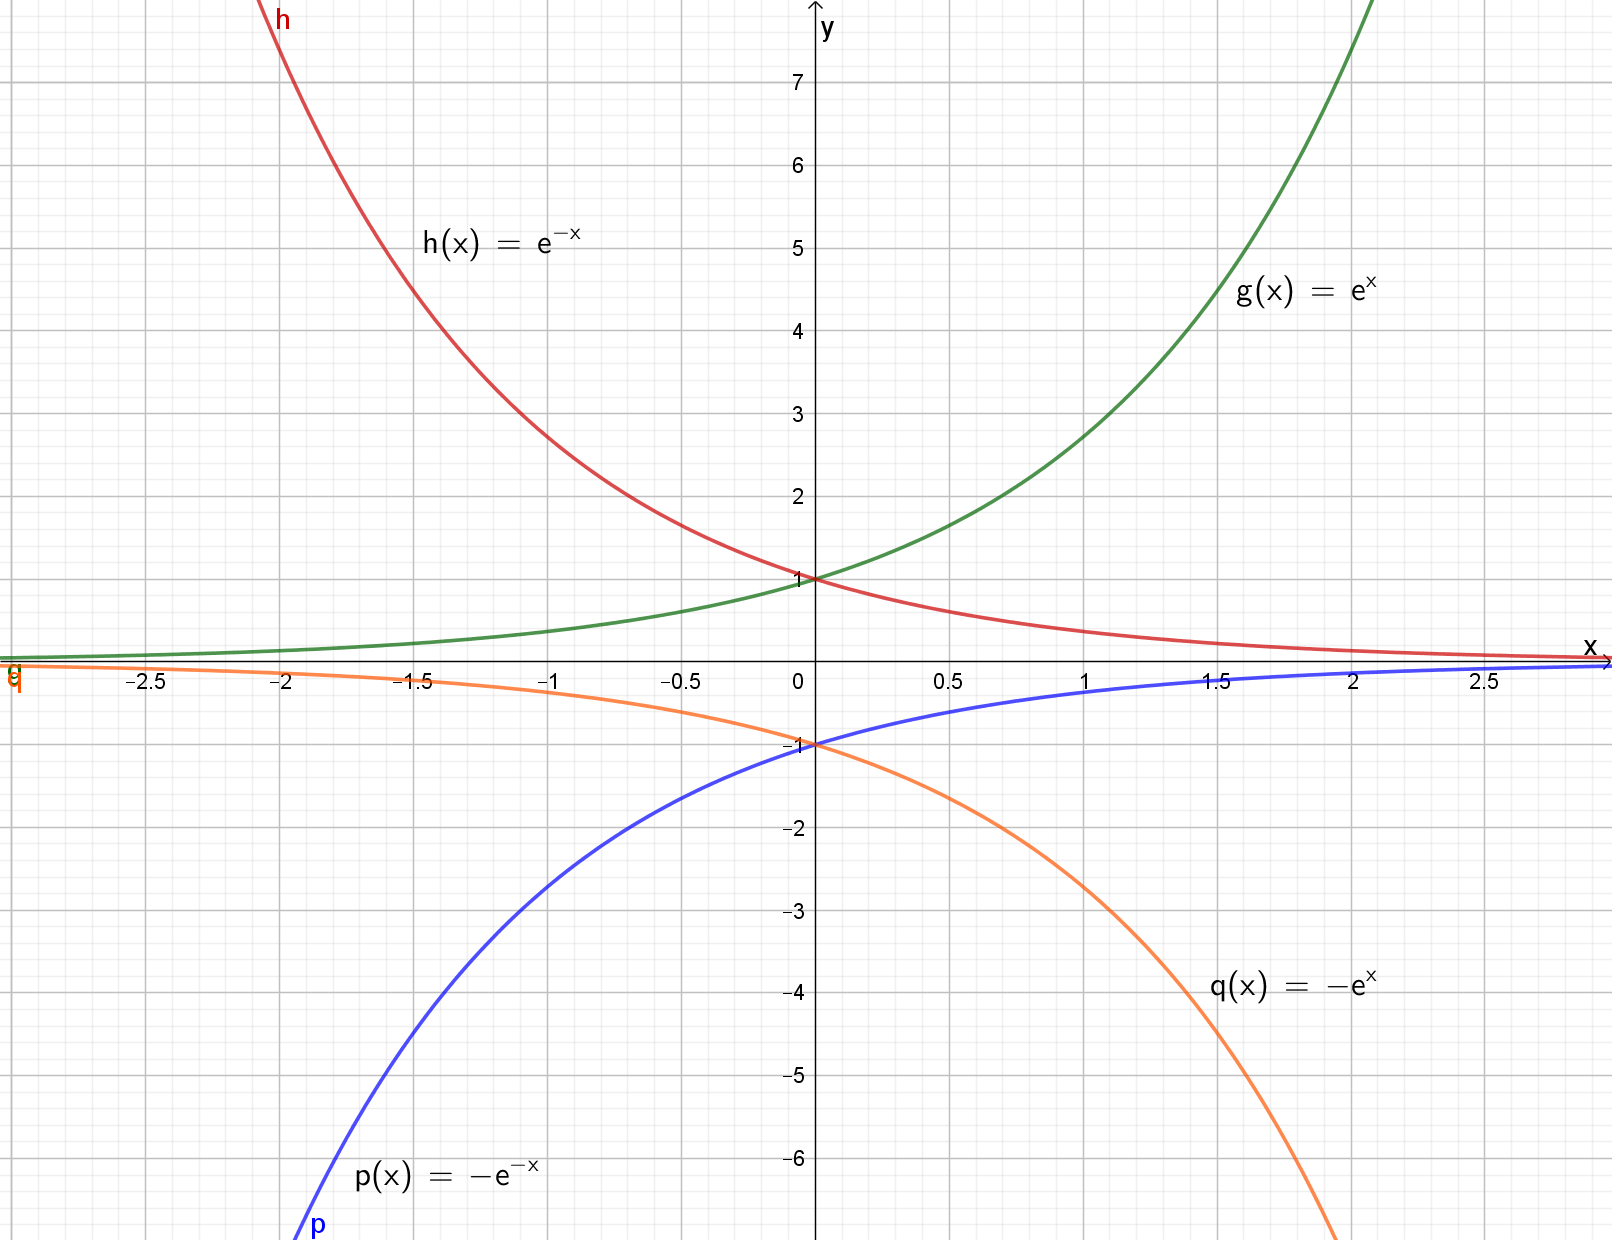 h
y
7
6
h(x) = e^{−x}
5
g(x) = e^{x}
4
3
2
1
x
g
q
−2.5
−2
−1.5
−1
−0.5
0
0.5
1
1.5
2
2.5
−1
−2
−3
−4
q(x) = −e^{x}
−5
−6
p(x) = −e^{−x}
p